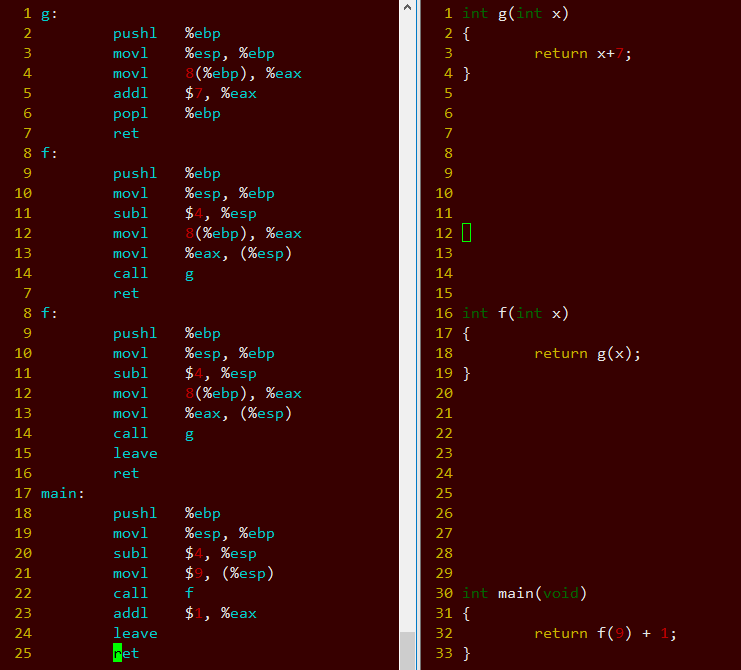 1 g:
2 pushl %ebp
3 movl %esp, %ebp
4 movl 8(%ebp), %eax
5 addl $7, %eax
6 popl %ebp
7 ret
8 f:
9 pushl %ebp
10 movl %esp, %ebp
11 subl $4, %esp
12 movl 8(%ebp), %eax
13 movl %eax, (%esp)
14 call g
7 ret
8 f:
9 pushl %ebp
10 movl %esp, %ebp
11 subl $4, %esp
12 movl 8(%ebp), %eax
13 movl %eax, (%esp)
14 call g
15 leave
16 ret
17 main:
18 pushl %ebp
19 movl %esp, %ebp
20 subl $4, %esp
21 movl $9, (%esp)
22 call f
23 addl $1, %eax
24 leave
25 ret
1 int g(int x)
2 {
3 return x+7;
4 }
5
6
7
8
9
10
11
12
13
14
15
16 int f(int x)
17 {
18 return g(x);
19 }
20
21
22
23
24
25
26
27
28
29
30 int main(void)
31 {
32 return f(9) + 1;
33 }